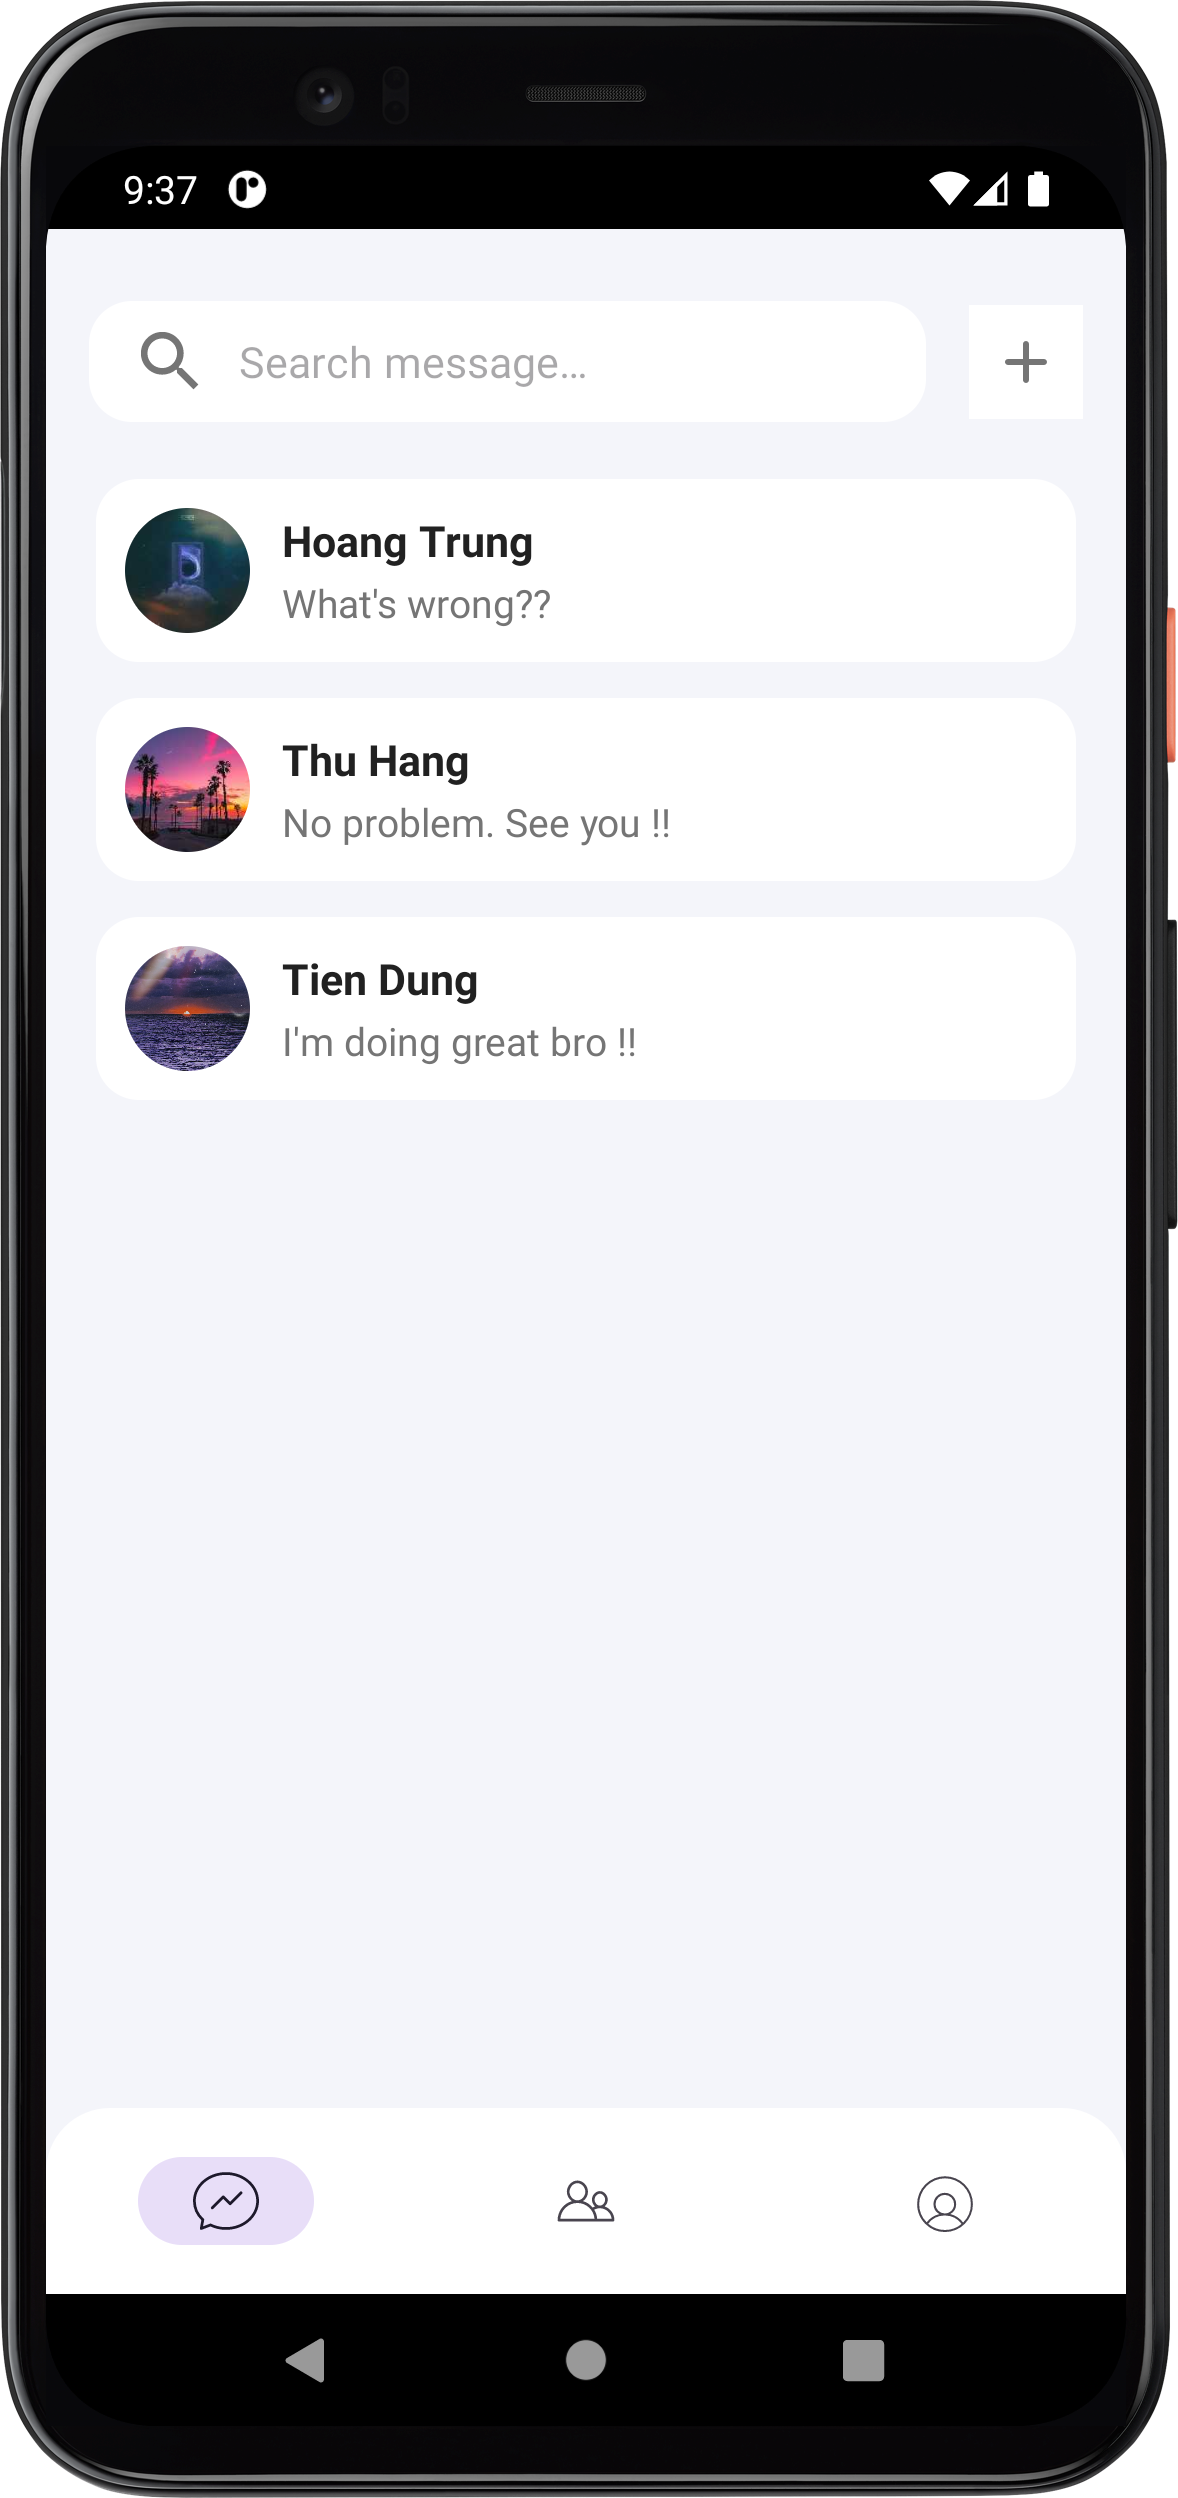 9:37
Search message...
Hoang Trung
What's wrong??
Thu Hang
No problem. See you !!
Tien Dung
I'm doing great bro !!